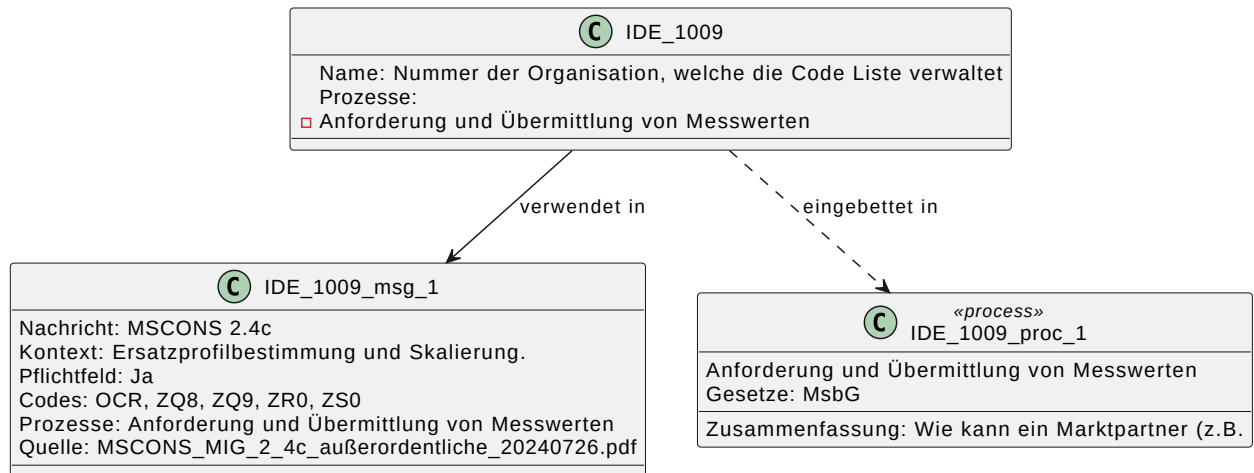 C IDE_1009
Name: Nummer der Organisation, welche die Code Liste verwaltet
Prozesse:
Anforderung und Übermittlung von Messwerten
verwendet in
eingebettet in
C IDE_1009_msg_1
Nachricht: MSCONS 2.4c
Kontext: Ersatzprofilbestimmung und Skalierung.
Pflichtfeld: Ja
Codes: OCR, ZQ8, ZQ9, ZR0, ZS0
Prozesse: Anforderung und Übermittlung von Messwerten
Quelle: MSCONS_MIG_2_4c_außerordentliche_20240726.pdf
«process»
C IDE_1009_proc_1
Anforderung und Übermittlung von Messwerten
Gesetze: MsbG
Zusammenfassung: Wie kann ein Marktpartner (z.B.